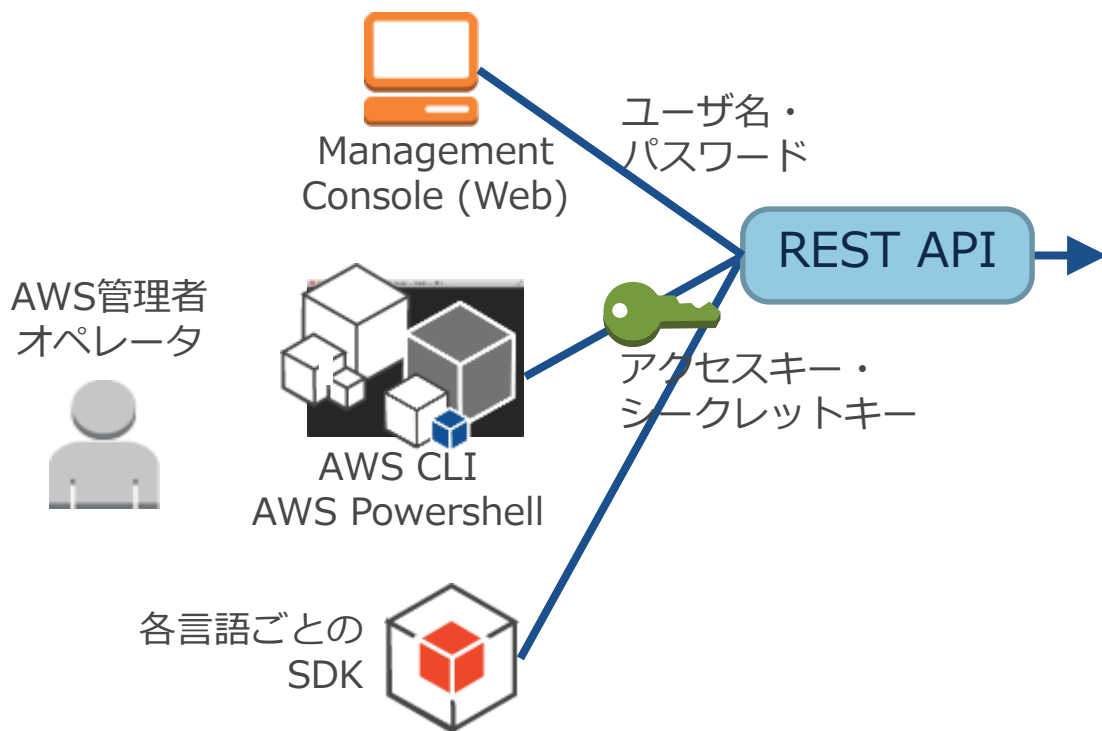 ユーザ名・
パスワード
Management
Console (Web)
REST API
AWS管理者
オペレータ
アクセスキー・
シークレットキー
AWS CLI
AWS Powershell
各言語ごとの
SDK